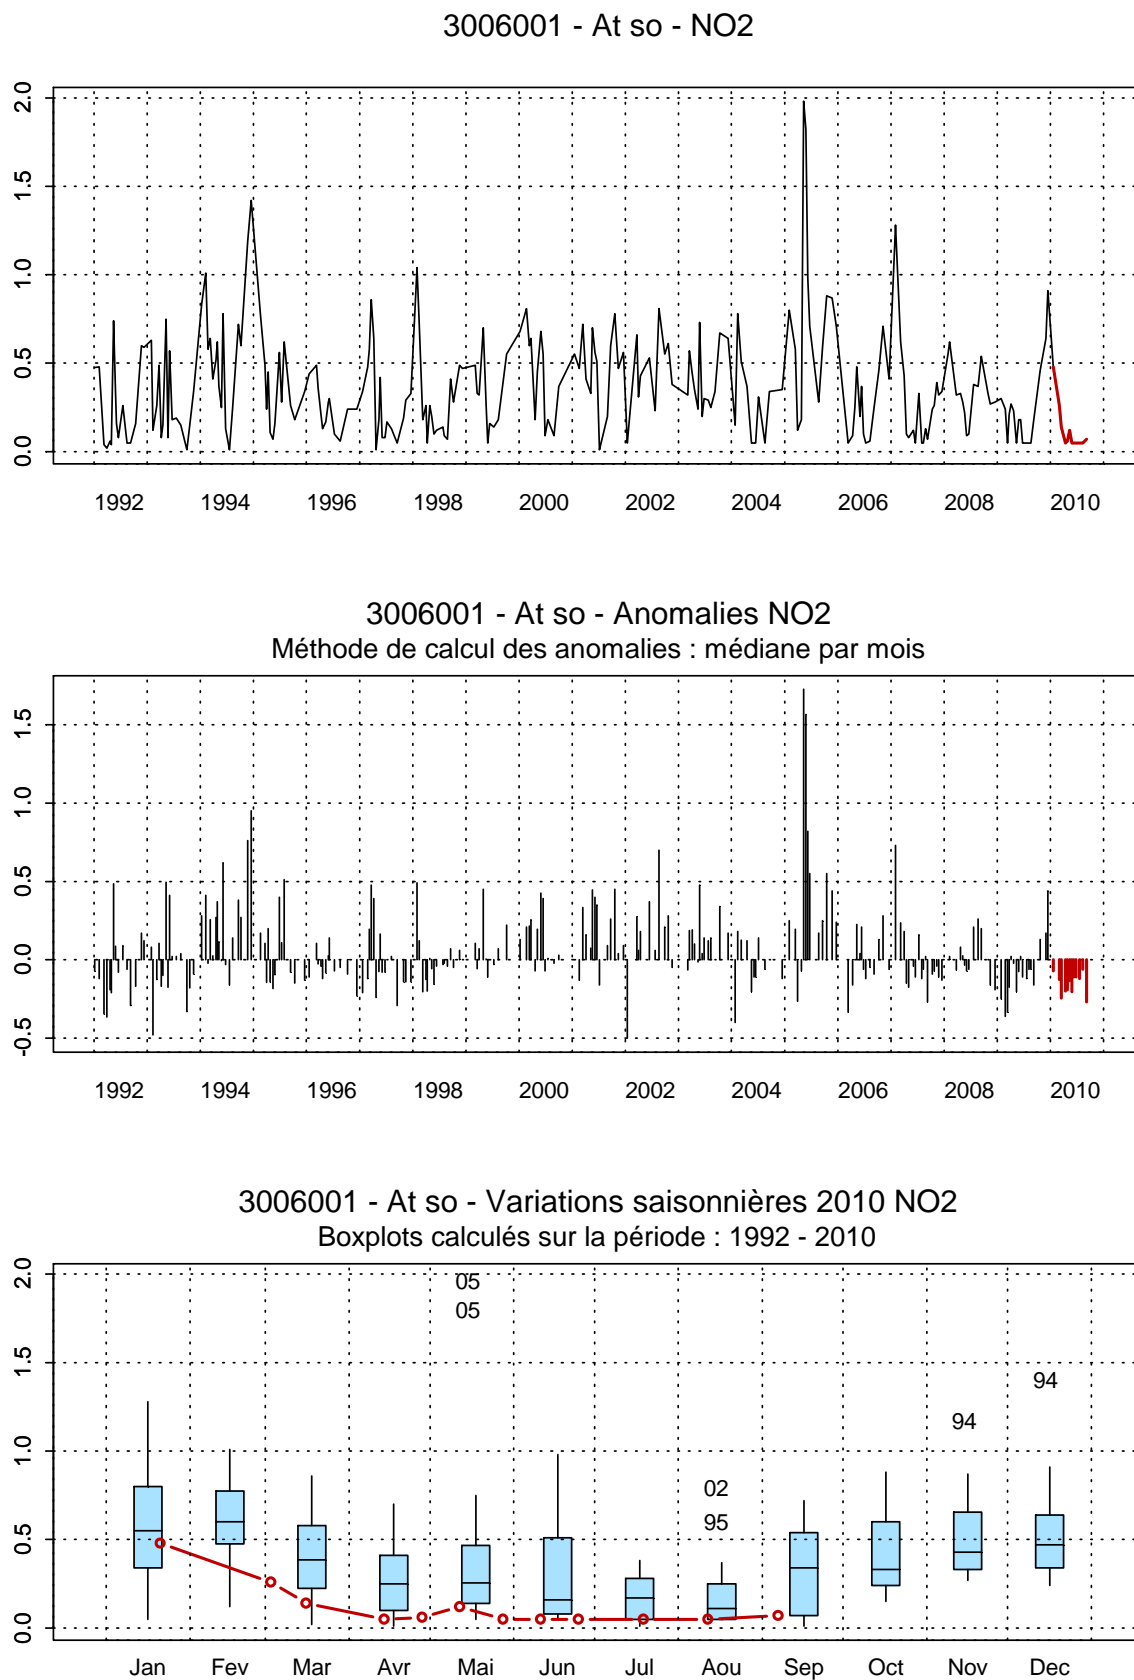 3006001 - At so - NO2
2.0
1.5
1.0
0.5
0.0
1992 1994 1996 1998 2000 2002 2004 2006 2008 2010
3006001 - At so - Anomalies NO2
Méthode de calcul des anomalies : médiane par mois
1.5
1.0
0.5
0.0
-0.5
1992 1994 1996 1998 2000 2002 2004 2006 2008 2010
3006001 - At so - Variations saisonnières 2010 NO2
Boxplots calculés sur la période : 1992 - 2010
2.0
05
05
1.5
94
94
1.0
02
95
0.5
0.0
Jan Fev Mar Avr Mai Jun Jul Aou Sep Oct Nov Dec